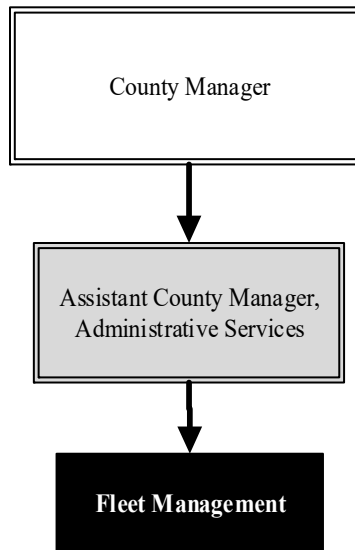 County Manager
Assistant County Manager,
Administrative Services
Fleet Management